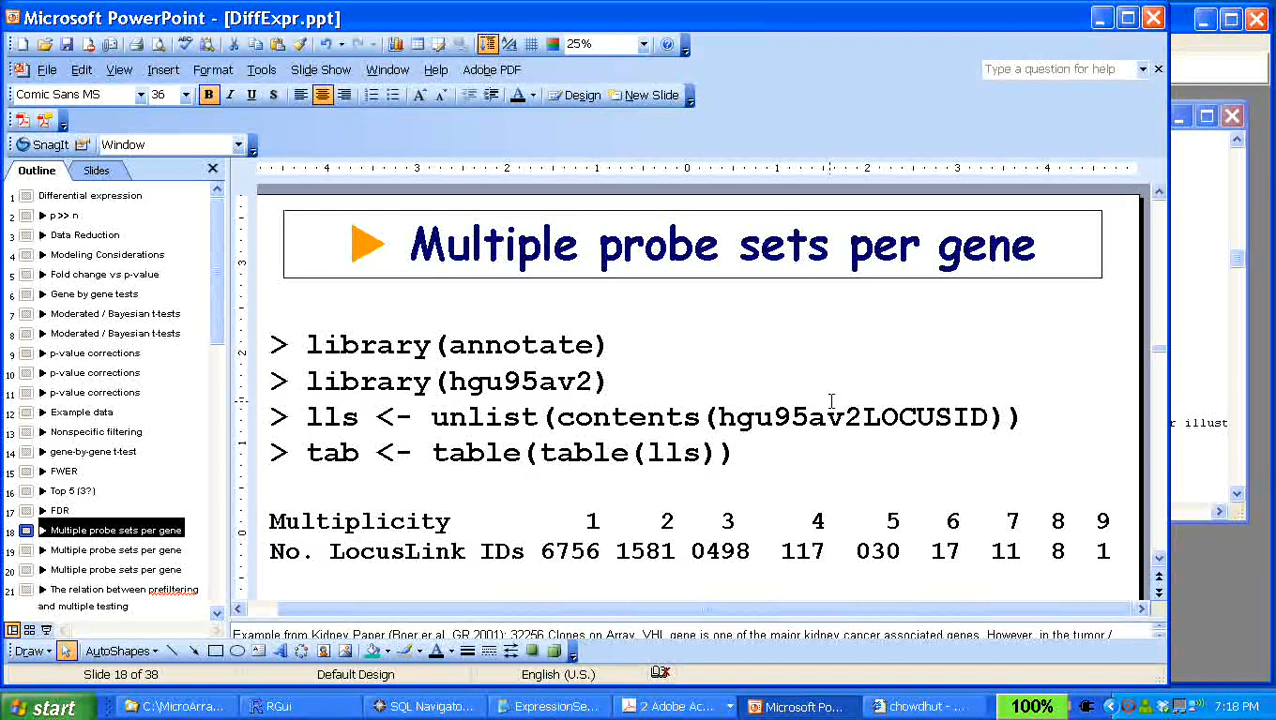 Microsoft PowerPoint - [DiffExpr.ppt]
25%
File Edit View Insert Format Tools Slide Show Window Help Adobe PDF
Type a question for help
Comic Sans MS 36 B I U S Design New Slide
SnagIt Window
Outline Slides
1 Differential expression
2 p >> n
3 Data Reduction
4 Modeling Considerations
5 Fold change vs p-value
6 Gene by gene tests
7 Moderated / Bayesian t-tests
8 Moderated / Bayesian t-tests
9 p-value corrections
10 p-value corrections
11 p-value corrections
12 Example data
13 Nonspecific filtering
14 gene-by-gene t-test
15 FWER
16 Top 5 (3?)
17 FDR
18 Multiple probe sets per gene
19 Multiple probe sets per gene
20 Multiple probe sets per gene
21 The relation between prefiltering
and multiple testing
4 3 2 1 1 2 3 4
Multiple probe sets per gene
> library(annotate)
> library(hgu95av2)
> lls <- unlist(contents(hgu95av2LOCUSID))
> tab <- table(table(lls))
Multiplicity 1 2 3 4 5 6 7 8 9
No. LocusLink IDs 6756 1581 0498 117 030 17 11 8 1
r illust
Draw AutoShapes
Slide 18 of 38 Default Design English (U.S.)
start C:\MicroArra... RGui SQL Navigato... ExpressionSe... 2 Adobe Ac... Microsoft Po... chowdhut - ... 100% 7:18 PM